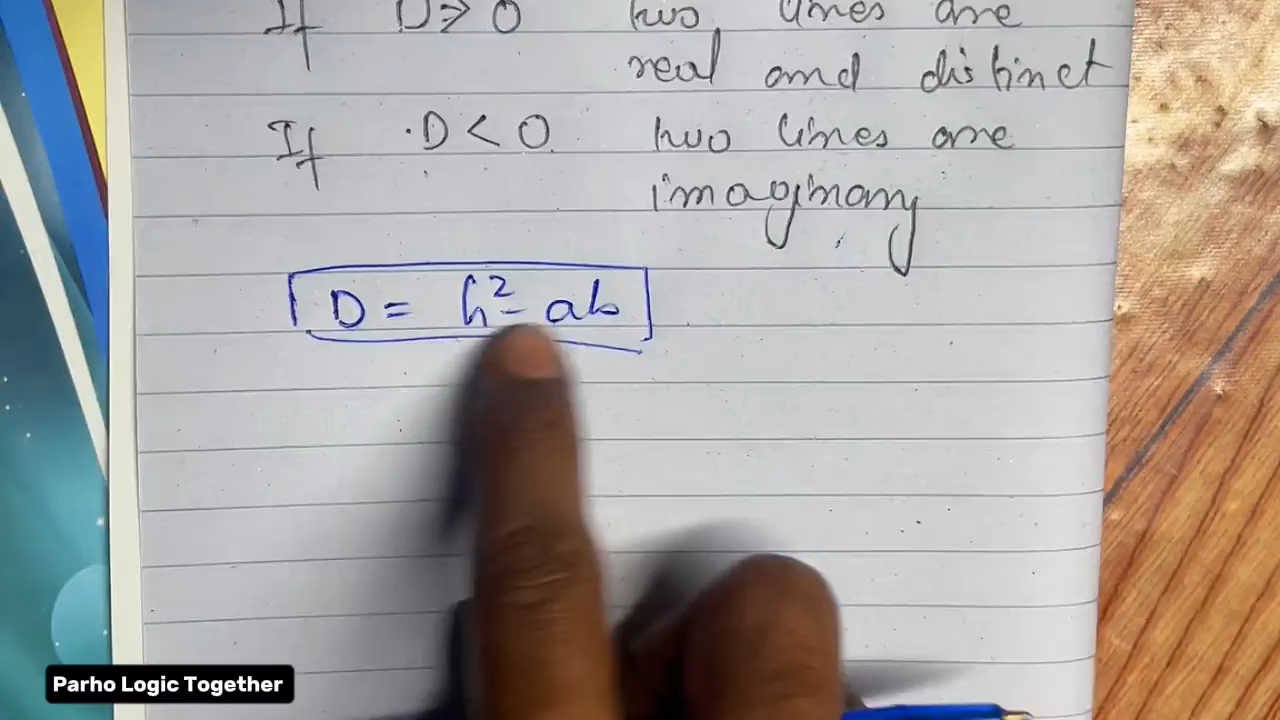 If D > 0 two lines are
real and distinct
If D < 0 two lines are
imaginary
D = h² - ab
Parho Logic Together